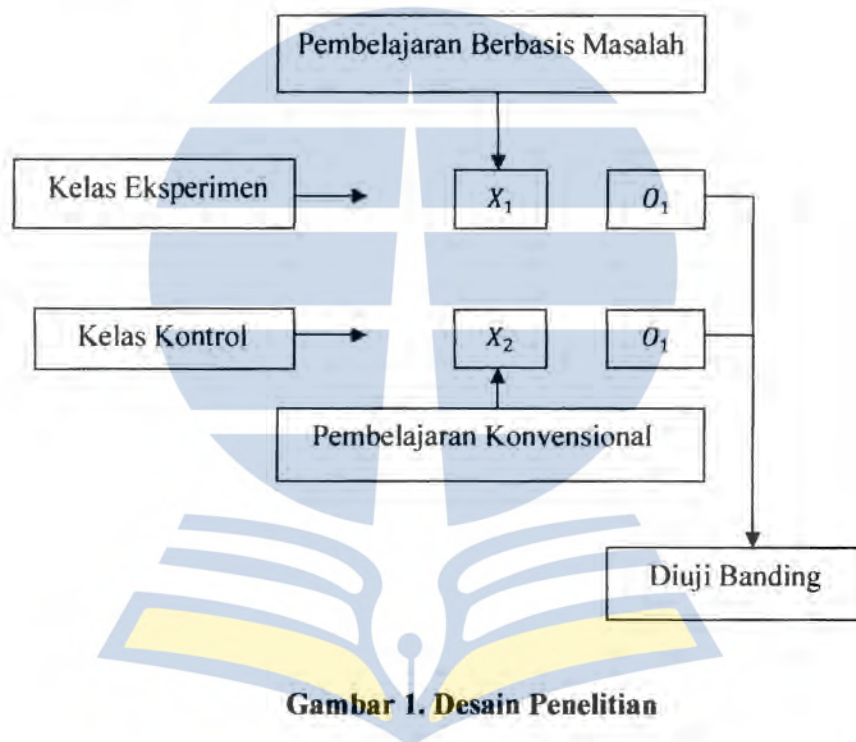 Pembelajaran Berbasis Masalah
Kelas Eksperimen
X₁
O₁
Kelas Kontrol
X₂
O₁
Pembelajaran Konvensional
Diuji Banding
Gambar 1. Desain Penelitian